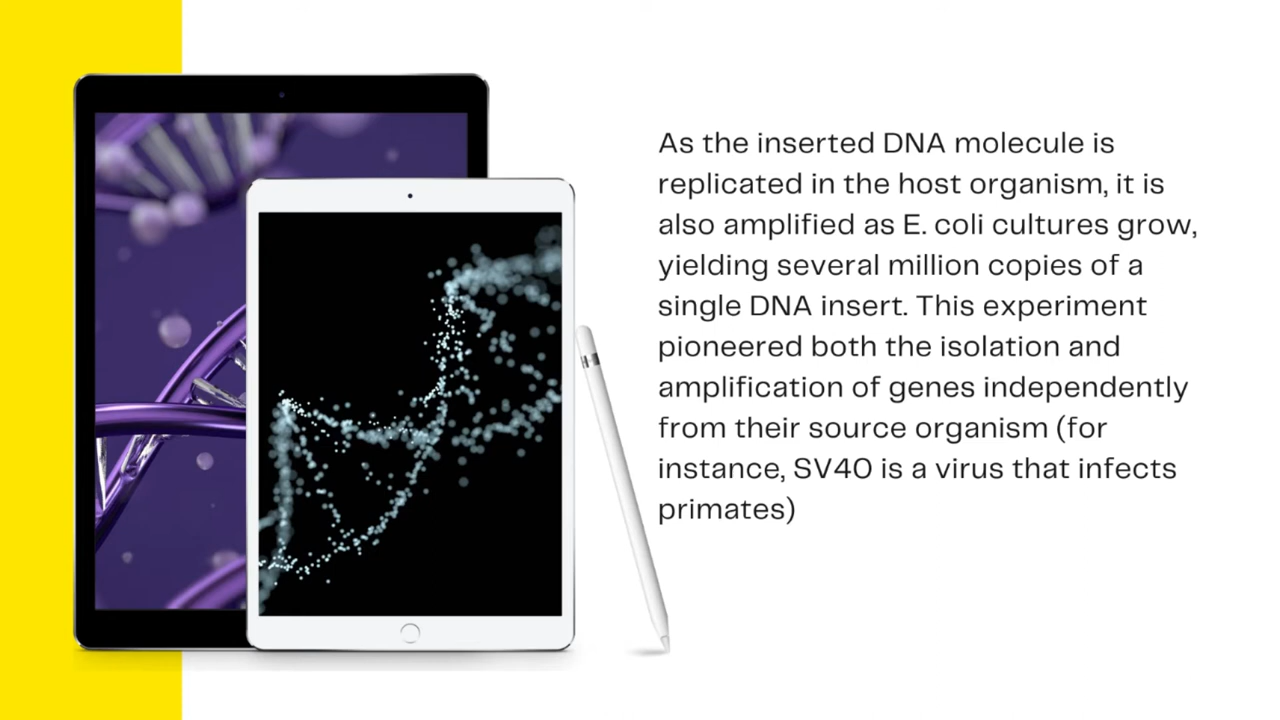 As the inserted DNA molecule is
replicated in the host organism, it is
also amplified as E. coli cultures grow,
yielding several million copies of a
single DNA insert. This experiment
pioneered both the isolation and
amplification of genes independently
from their source organism (for
instance, SV40 is a virus that infects
primates)